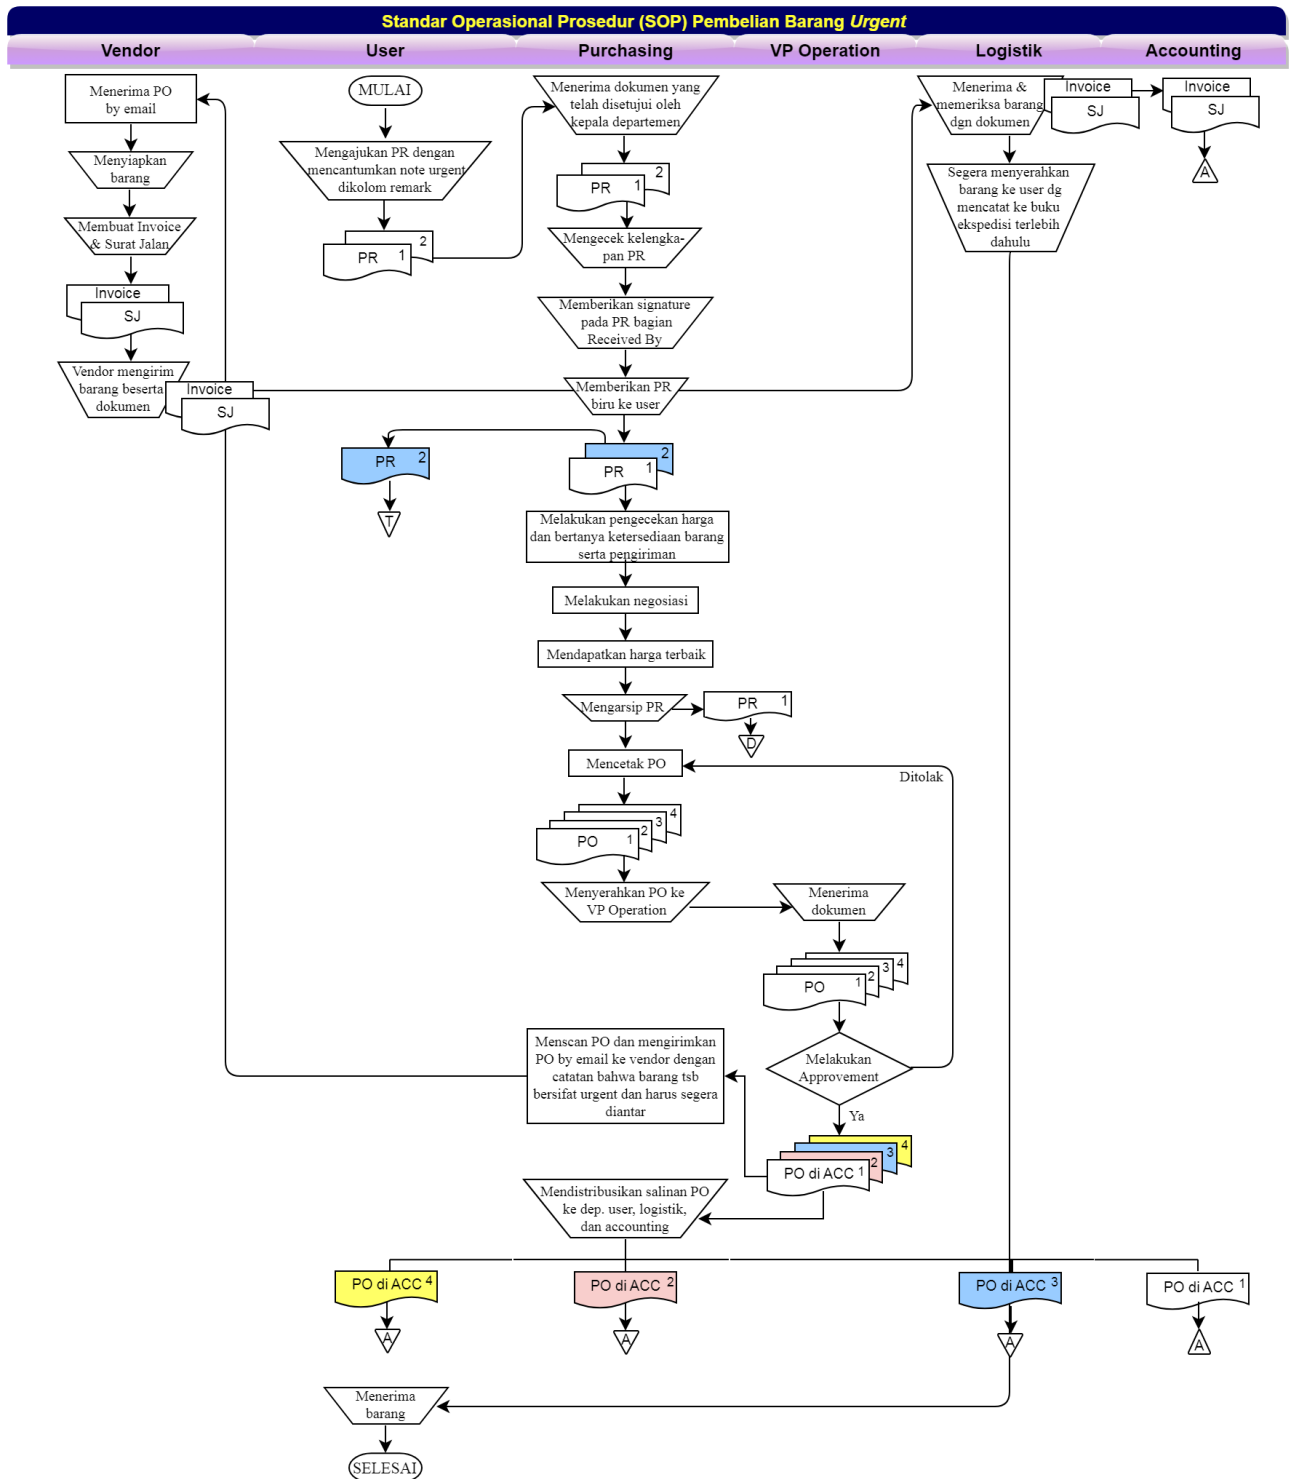 Standar Operasional Prosedur (SOP) Pembelian Barang Urgent
Vendor
User
Purchasing
VP Operation
Logistik
Accounting
Menerima PO
by email
Menyiapkan
barang
Membuat Invoice
& Surat Jalan
Invoice
SJ
Vendor mengirim
barang beserta
dokumen
Invoice
SJ
MULAI
Mengajukan PR dengan
mencantumkan note urgent
dikolom remark
2
PR 1
Menerima dokumen yang
telah disetujui oleh
kepala departemen
2
PR 1
Mengecek kelengka-
pan PR
Memberikan signature
pada PR bagian
Received By
Memberikan PR
biru ke user
2
PR 1
PR 2
T
Melakukan pengecekan harga
dan bertanya ketersediaan barang
serta pengiriman
Melakukan negosiasi
Mendapatkan harga terbaik
Mengarsip PR
PR 1
D
Mencetak PO
4
3
2
PO 1
Menyerahkan PO ke
VP Operation
Menerima
dokumen
4
3
2
PO 1
Melakukan
Approvement
Ditolak
Ya
4
3
2
PO di ACC 1
Menscan PO dan mengirimkan
PO by email ke vendor dengan
catatan bahwa barang tsb
bersifat urgent dan harus segera
diantar
Mendistribusikan salinan PO
ke dep. user, logistik,
dan accounting
Menerima &
memeriksa barang
dgn dokumen
Invoice
SJ
Invoice
SJ
A
Segera menyerahkan
barang ke user dg
mencatat ke buku
ekspedisi terlebih
dahulu
PO di ACC 4
A
PO di ACC 2
A
PO di ACC 3
A
PO di ACC 1
A
Menerima
barang
SELESAI